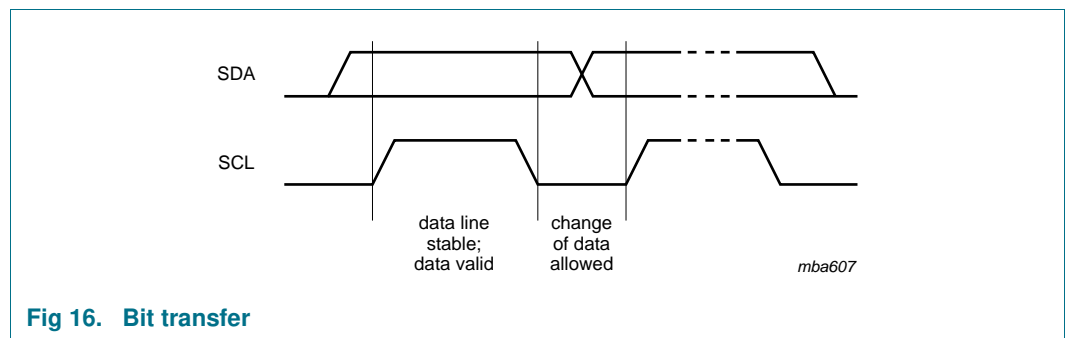 SDA
SCL
data line
stable;
data valid
change
of data
allowed
mba607
Fig 16. Bit transfer